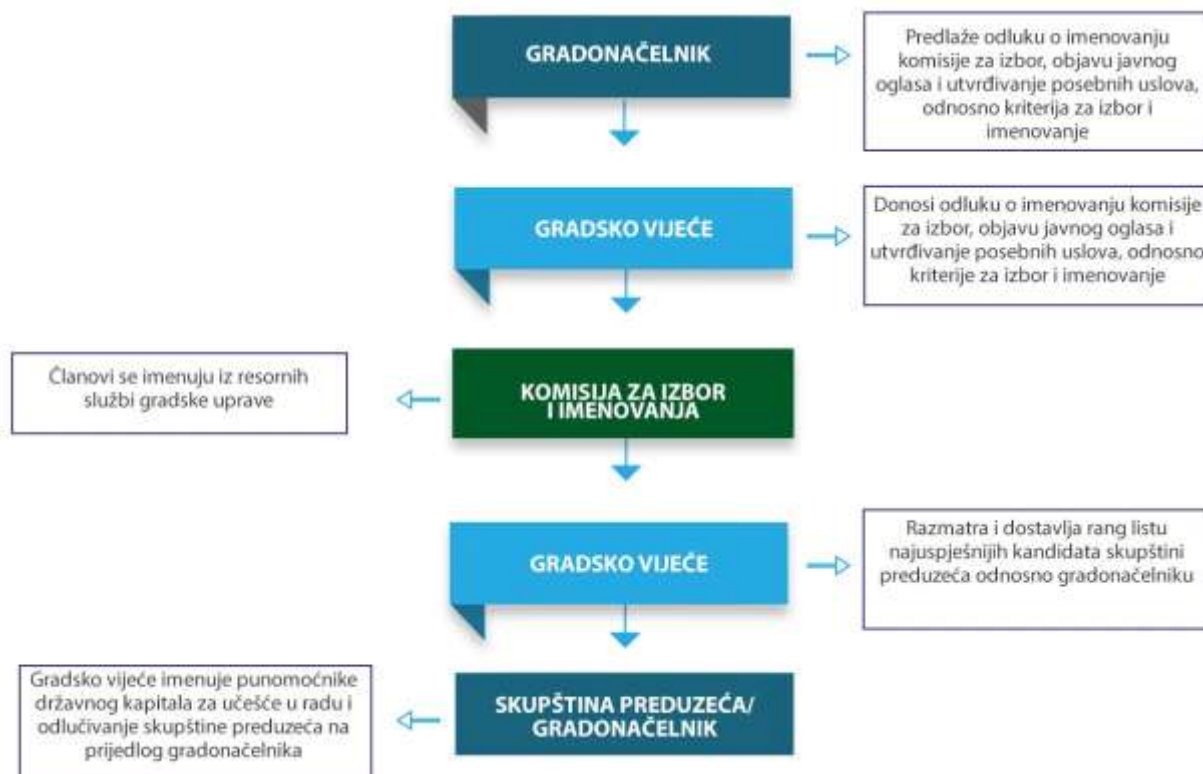 GRADONAČELNIK
Predlaže odluku o imenovanju
komisije za izbor, objavu javnog
oglasa i utvrđivanje posebnih uslova,
odnosno kriterija za izbor i
imenovanje
GRADSKO VIJEĆE
Donosi odluku o imenovanju komisije
za izbor, objavu javnog oglasa i
utvrđivanje posebnih uslova, odnosno
kriterije za izbor i imenovanje
Članovi se imenuju iz resornih
službi gradske uprave
KOMISIJA ZA IZBOR
I IMENOVANJA
GRADSKO VIJEĆE
Razmatra i dostavlja rang listu
najuspješnijih kandidata skupštini
preduzeća odnosno gradonačelniku
Gradsko vijeće imenuje punomoćnike
državnog kapitala za učešće u radu i
odlučivanje skupštine preduzeća na
prijedlog gradonačelnika
SKUPŠTINA PREDUZEĆA/
GRADONAČELNIK